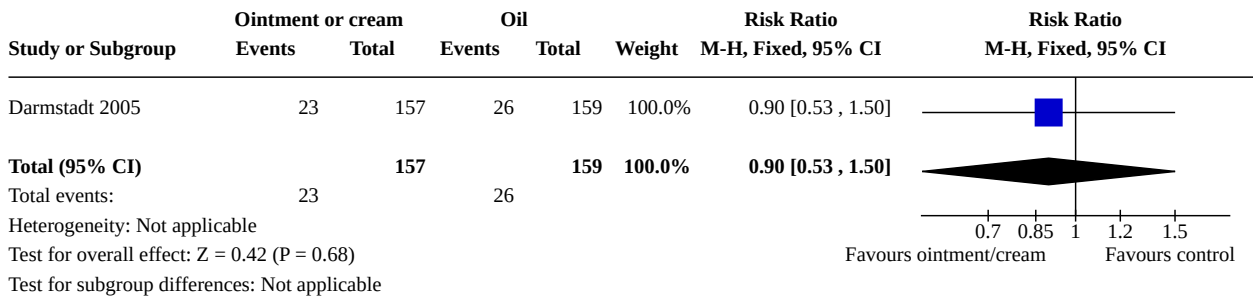 Ointment or cream Oil Risk Ratio Risk Ratio
Study or Subgroup Events Total Events Total Weight M-H, Fixed, 95% CI M-H, Fixed, 95% CI
Darmstadt 2005 23 157 26 159 100.0% 0.90 [0.53 , 1.50]
Total (95% CI) 157 159 100.0% 0.90 [0.53 , 1.50]
Total events: 23 26
Heterogeneity: Not applicable
0.7 0.85 1 1.2 1.5
Test for overall effect: Z = 0.42 (P = 0.68) Favours ointment/cream Favours control
Test for subgroup differences: Not applicable